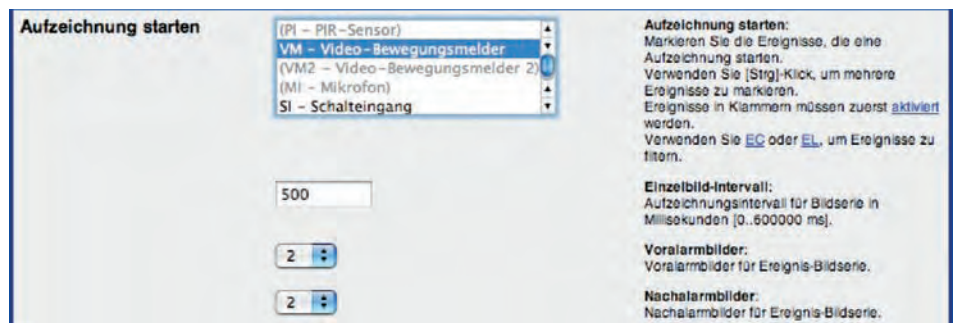 Aufzeichnung starten
(PI – PIR-Sensor)
VM – Video-Bewegungsmelder
(VM2 – Video-Bewegungsmelder 2)
(MI – Mikrofon)
SI – Schalteingang
Aufzeichnung starten:
Markieren Sie die Ereignisse, die eine
Aufzeichnung starten.
Verwenden Sie [Strg]-Klick, um mehrere
Ereignisse zu markieren.
Ereignisse in Klammern müssen zuerst aktiviert
werden.
Verwenden Sie EC oder EL, um Ereignisse zu
filtern.
500
Einzelbild-Intervall:
Aufzeichnungsintervall für Bildserie in
Millisekunden [0..600000 ms].
2
Voralarmbilder:
Voralarmbilder für Ereignis-Bildserie.
2
Nachalarmbilder:
Nachalarmbilder für Ereignis-Bildserie.